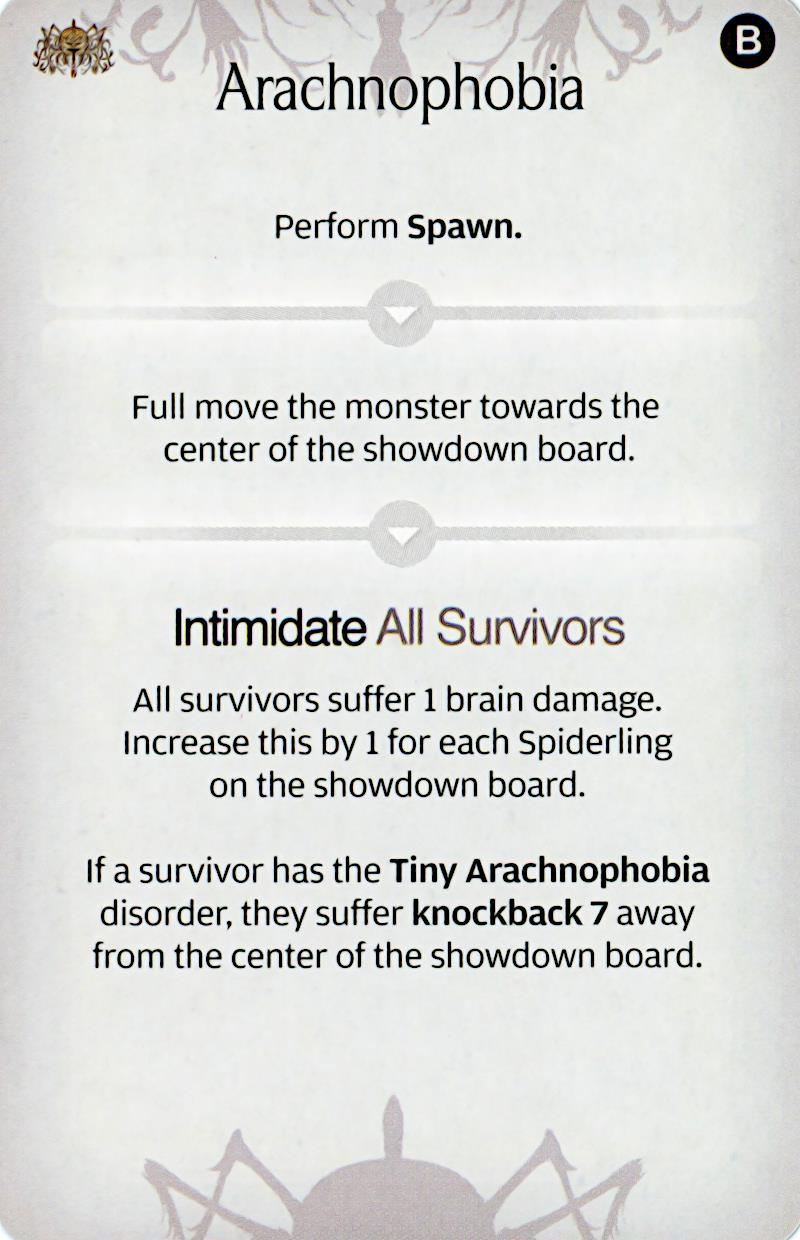 B
Arachnophobia
Perform Spawn.
Full move the monster towards the
center of the showdown board.
Intimidate All Survivors
All survivors suffer 1 brain damage.
Increase this by 1 for each Spiderling
on the showdown board.
If a survivor has the Tiny Arachnophobia
disorder, they suffer knockback 7 away
from the center of the showdown board.